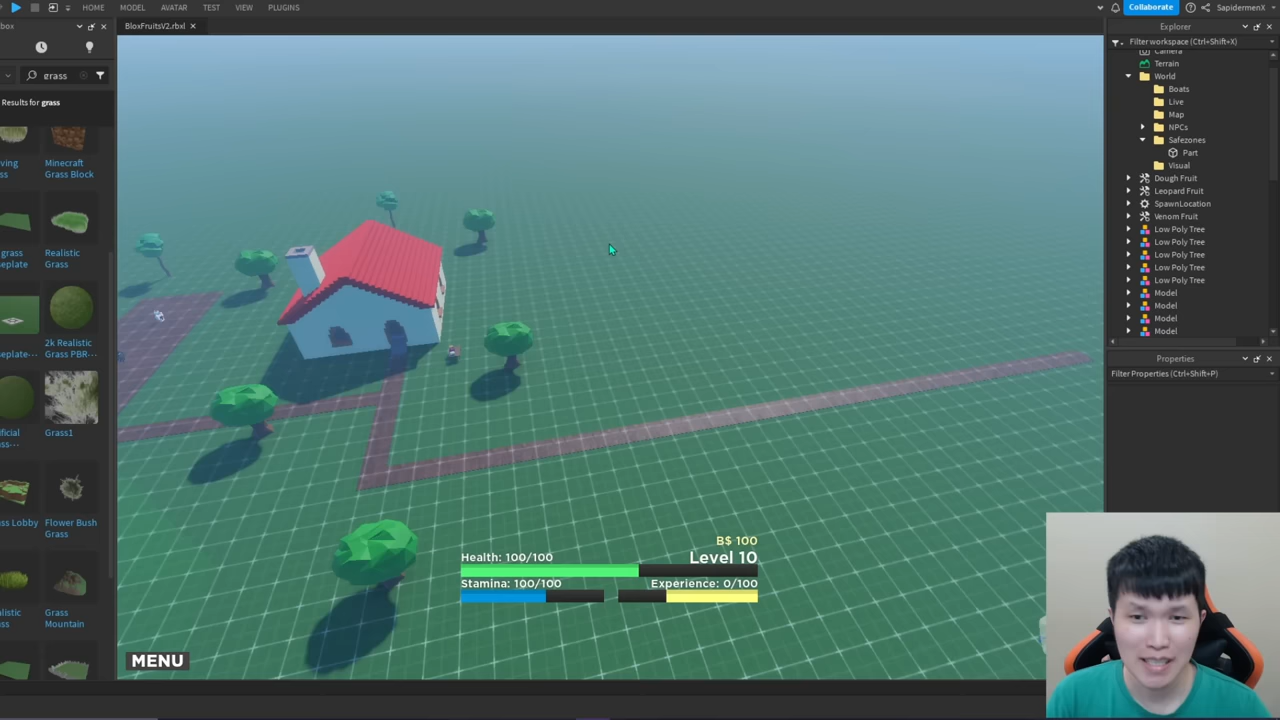 HOME MODEL AVATAR TEST VIEW PLUGINS
Collaborate
SapidermenX
box
BloxFruitsV2.rbxl
grass
Results for grass
Minecraft
Grass Block
grass
Realistic
Grass
2k Realistic
Grass PBR...
Grass1
Flower Bush
Grass
Grass
Mountain
Health: 100/100
B$ 100
Level 10
Stamina: 100/100
Experience: 0/100
MENU
Explorer
Filter workspace (Ctrl+Shift+X)
Camera
Terrain
World
Boats
Live
Map
NPCs
Safezones
Part
Visual
Dough Fruit
Leopard Fruit
SpawnLocation
Venom Fruit
Low Poly Tree
Low Poly Tree
Low Poly Tree
Low Poly Tree
Low Poly Tree
Model
Model
Model
Model
Properties
Filter Properties (Ctrl+Shift+P)